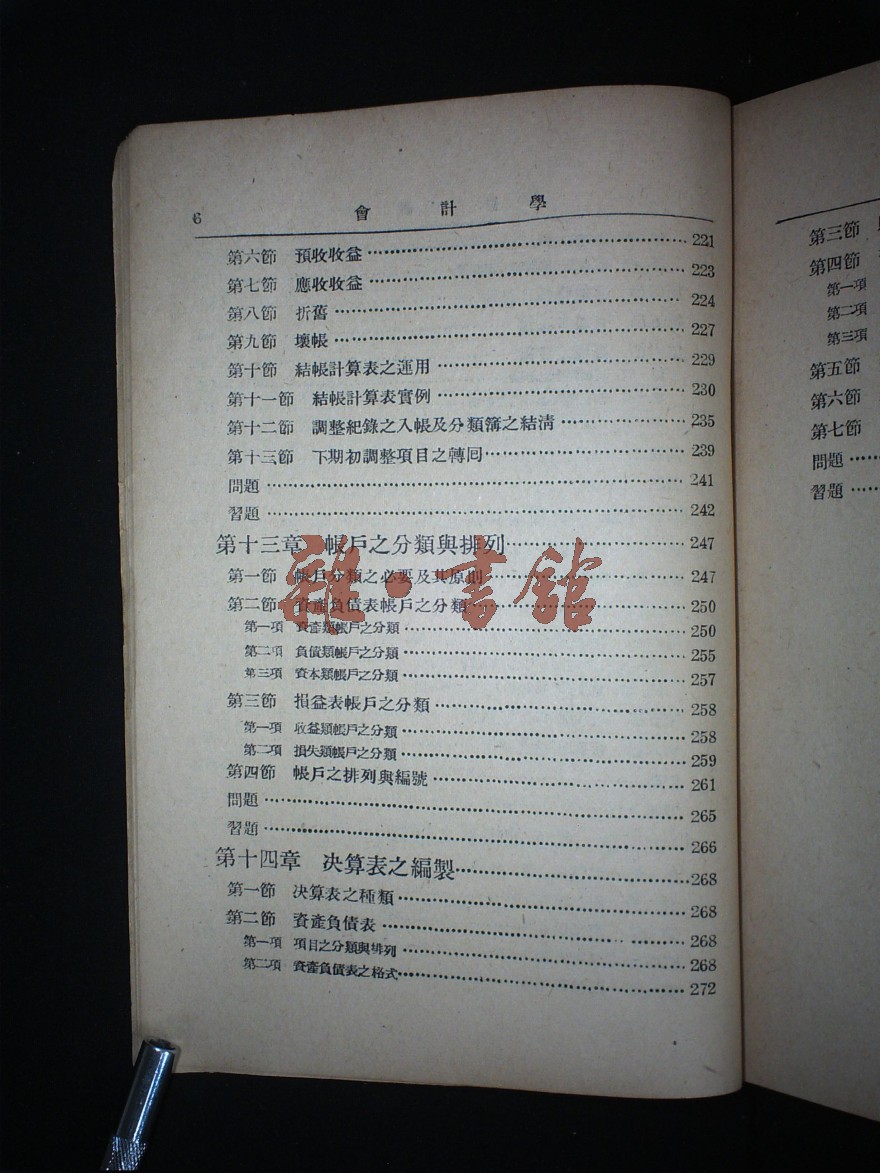 6 會計學
第六節 預收收益 221
第七節 應收收益 223
第八節 折舊 224
第九節 壞帳 227
第十節 結帳計算表之運用 229
第十一節 結帳計算表實例 230
第十二節 調整紀錄之入帳及分類簿之結清 235
第十三節 下期初調整項目之轉回 239
問題 241
習題 242
第十三章 帳戶之分類與排列 247
第一節 帳戶分類之必要及其原則 247
第二節 資產負債表帳戶之分類 250
第一項 資產類帳戶之分類 250
第二項 負債類帳戶之分類 255
第三項 資本類帳戶之分類 257
第三節 損益表帳戶之分類 258
第一項 收益類帳戶之分類 258
第二項 損失類帳戶之分類 259
第四節 帳戶之排列與編號 261
問題 265
習題 266
第十四章 決算表之編製 268
第一節 決算表之種類 268
第二節 資產負債表 268
第一項 項目之分類與排列 268
第二項 資產負債表之格式 272
雜·書館
第三節
第四節
第一項
第二項
第三項
第五節
第六節
第七節
問題
習題